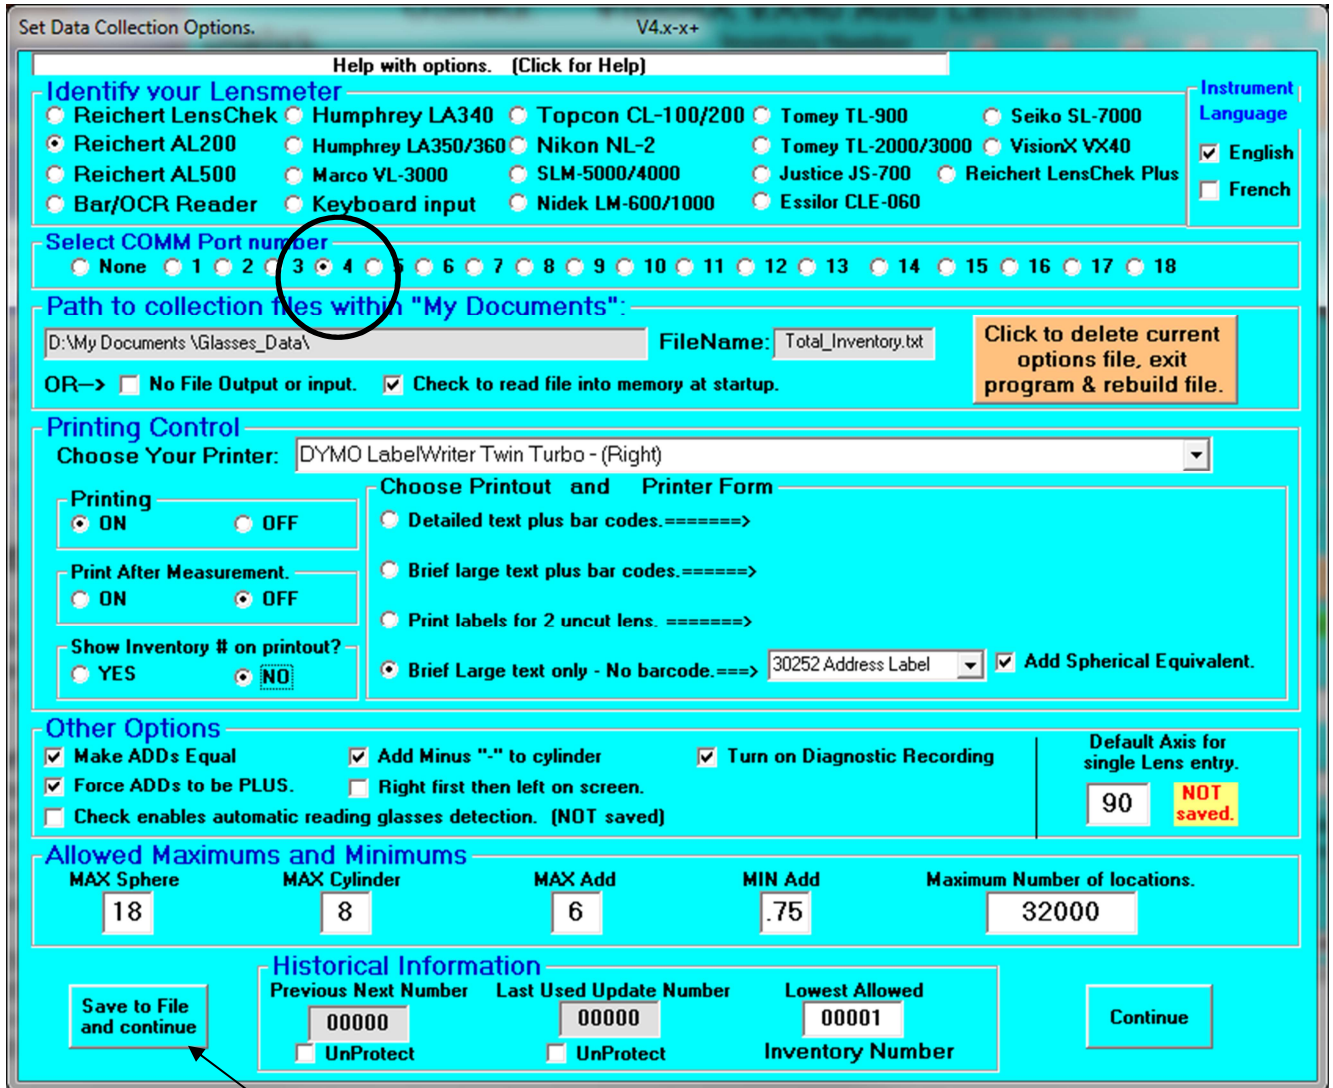 Set Data Collection Options. V4.x-x+
Help with options. (Click for Help)
Identify your Lensmeter
Instrument Language
Reichert LensChek Humphrey LA340 Topcon CL-100/200 Tomey TL-900 Seiko SL-7000
Reichert AL200 Humphrey LA350/360 Nikon NL-2 Tomey TL-2000/3000 VisionX VX40
English
Reichert AL500 Marco VL-3000 SLM-5000/4000 Justice JS-700 Reichert LensChek Plus
French
Bar/OCR Reader Keyboard input Nidek LM-600/1000 Essilor CLE-060
Select COMM Port number
None 1 2 3 4 5 6 7 8 9 10 11 12 13 14 15 16 17 18
Path to collection files within "My Documents":
D:\My Documents \Glasses_Data\ FileName: Total_Inventory.txt
Click to delete current
options file, exit
program & rebuild file.
OR--> No File Output or input. Check to read file into memory at startup.
Printing Control
Choose Your Printer: DYMO LabelWriter Twin Turbo - (Right)
Printing
ON OFF
Print After Measurement.
ON OFF
Show Inventory # on printout?
YES NO
Choose Printout and Printer Form
Detailed text plus bar codes.=======>
Brief large text plus bar codes.======>
Print labels for 2 uncut lens. =======>
Brief Large text only - No barcode.===> 30252 Address Label Add Spherical Equivalent.
Other Options
Make ADDs Equal Add Minus "-" to cylinder Turn on Diagnostic Recording
Force ADDs to be PLUS. Right first then left on screen.
Check enables automatic reading glasses detection. (NOT saved)
Default Axis for
single Lens entry.
90 NOT
saved.
Allowed Maximums and Minimums
MAX Sphere MAX Cylinder MAX Add MIN Add Maximum Number of locations.
18 8 6 .75 32000
Historical Information
Previous Next Number Last Used Update Number Lowest Allowed
00000 00000 00001
UnProtect UnProtect Inventory Number
Save to File
and continue
Continue